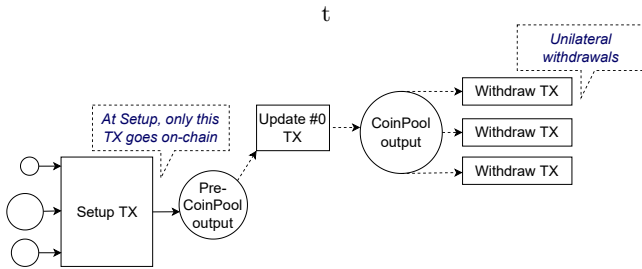 t
Unilateral
withdrawals
At Setup, only this
TX goes on-chain
Update #0
TX
CoinPool
output
Withdraw TX
Withdraw TX
Withdraw TX
Setup TX
Pre-
CoinPool
output